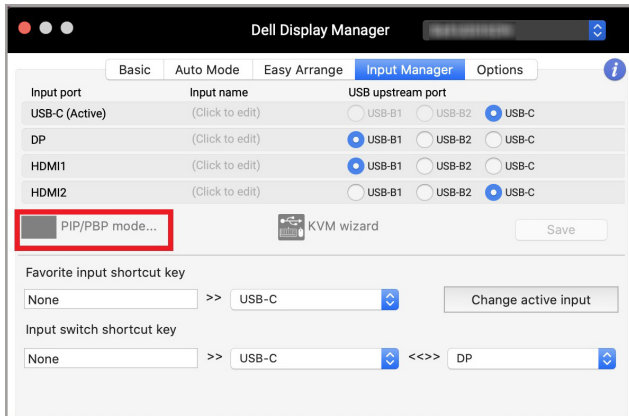 Dell Display Manager
Basic Auto Mode Easy Arrange Input Manager Options i
Input port Input name USB upstream port
USB-C (Active) (Click to edit) USB-B1 USB-B2 USB-C
DP (Click to edit) USB-B1 USB-B2 USB-C
HDMI1 (Click to edit) USB-B1 USB-B2 USB-C
HDMI2 (Click to edit) USB-B1 USB-B2 USB-C
PIP/PBP mode... KVM wizard Save
Favorite input shortcut key
None >> USB-C Change active input
Input switch shortcut key
None >> USB-C <<>> DP